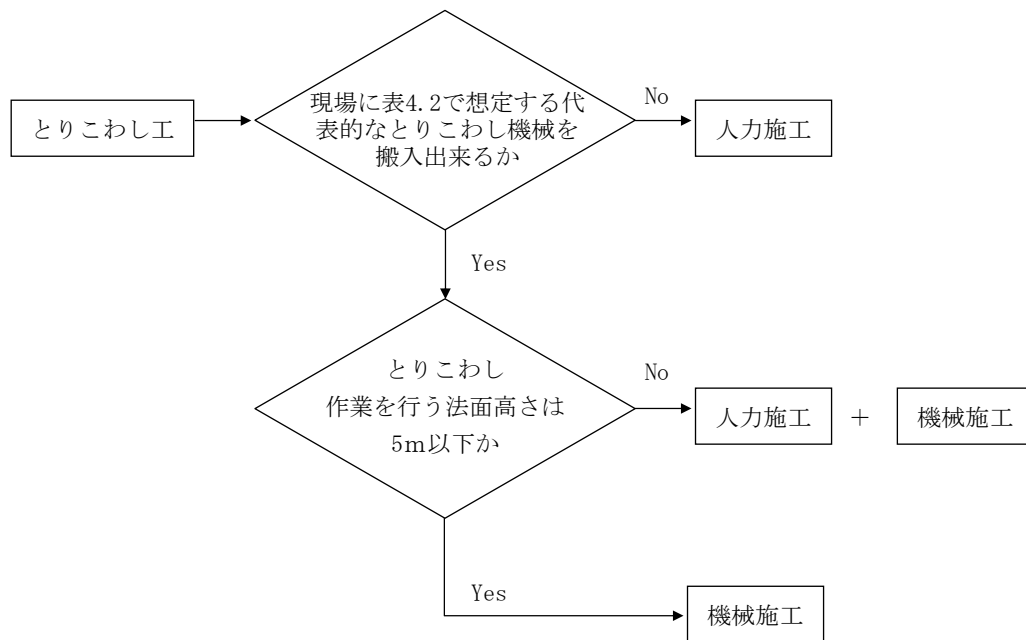 とりこわし工
現場に表4.2で想定する代
表的なとりこわし機械を
搬入出来るか
No
人力施工
Yes
とりこわし
作業を行う法面高さは
5m以下か
No
人力施工 + 機械施工
Yes
機械施工